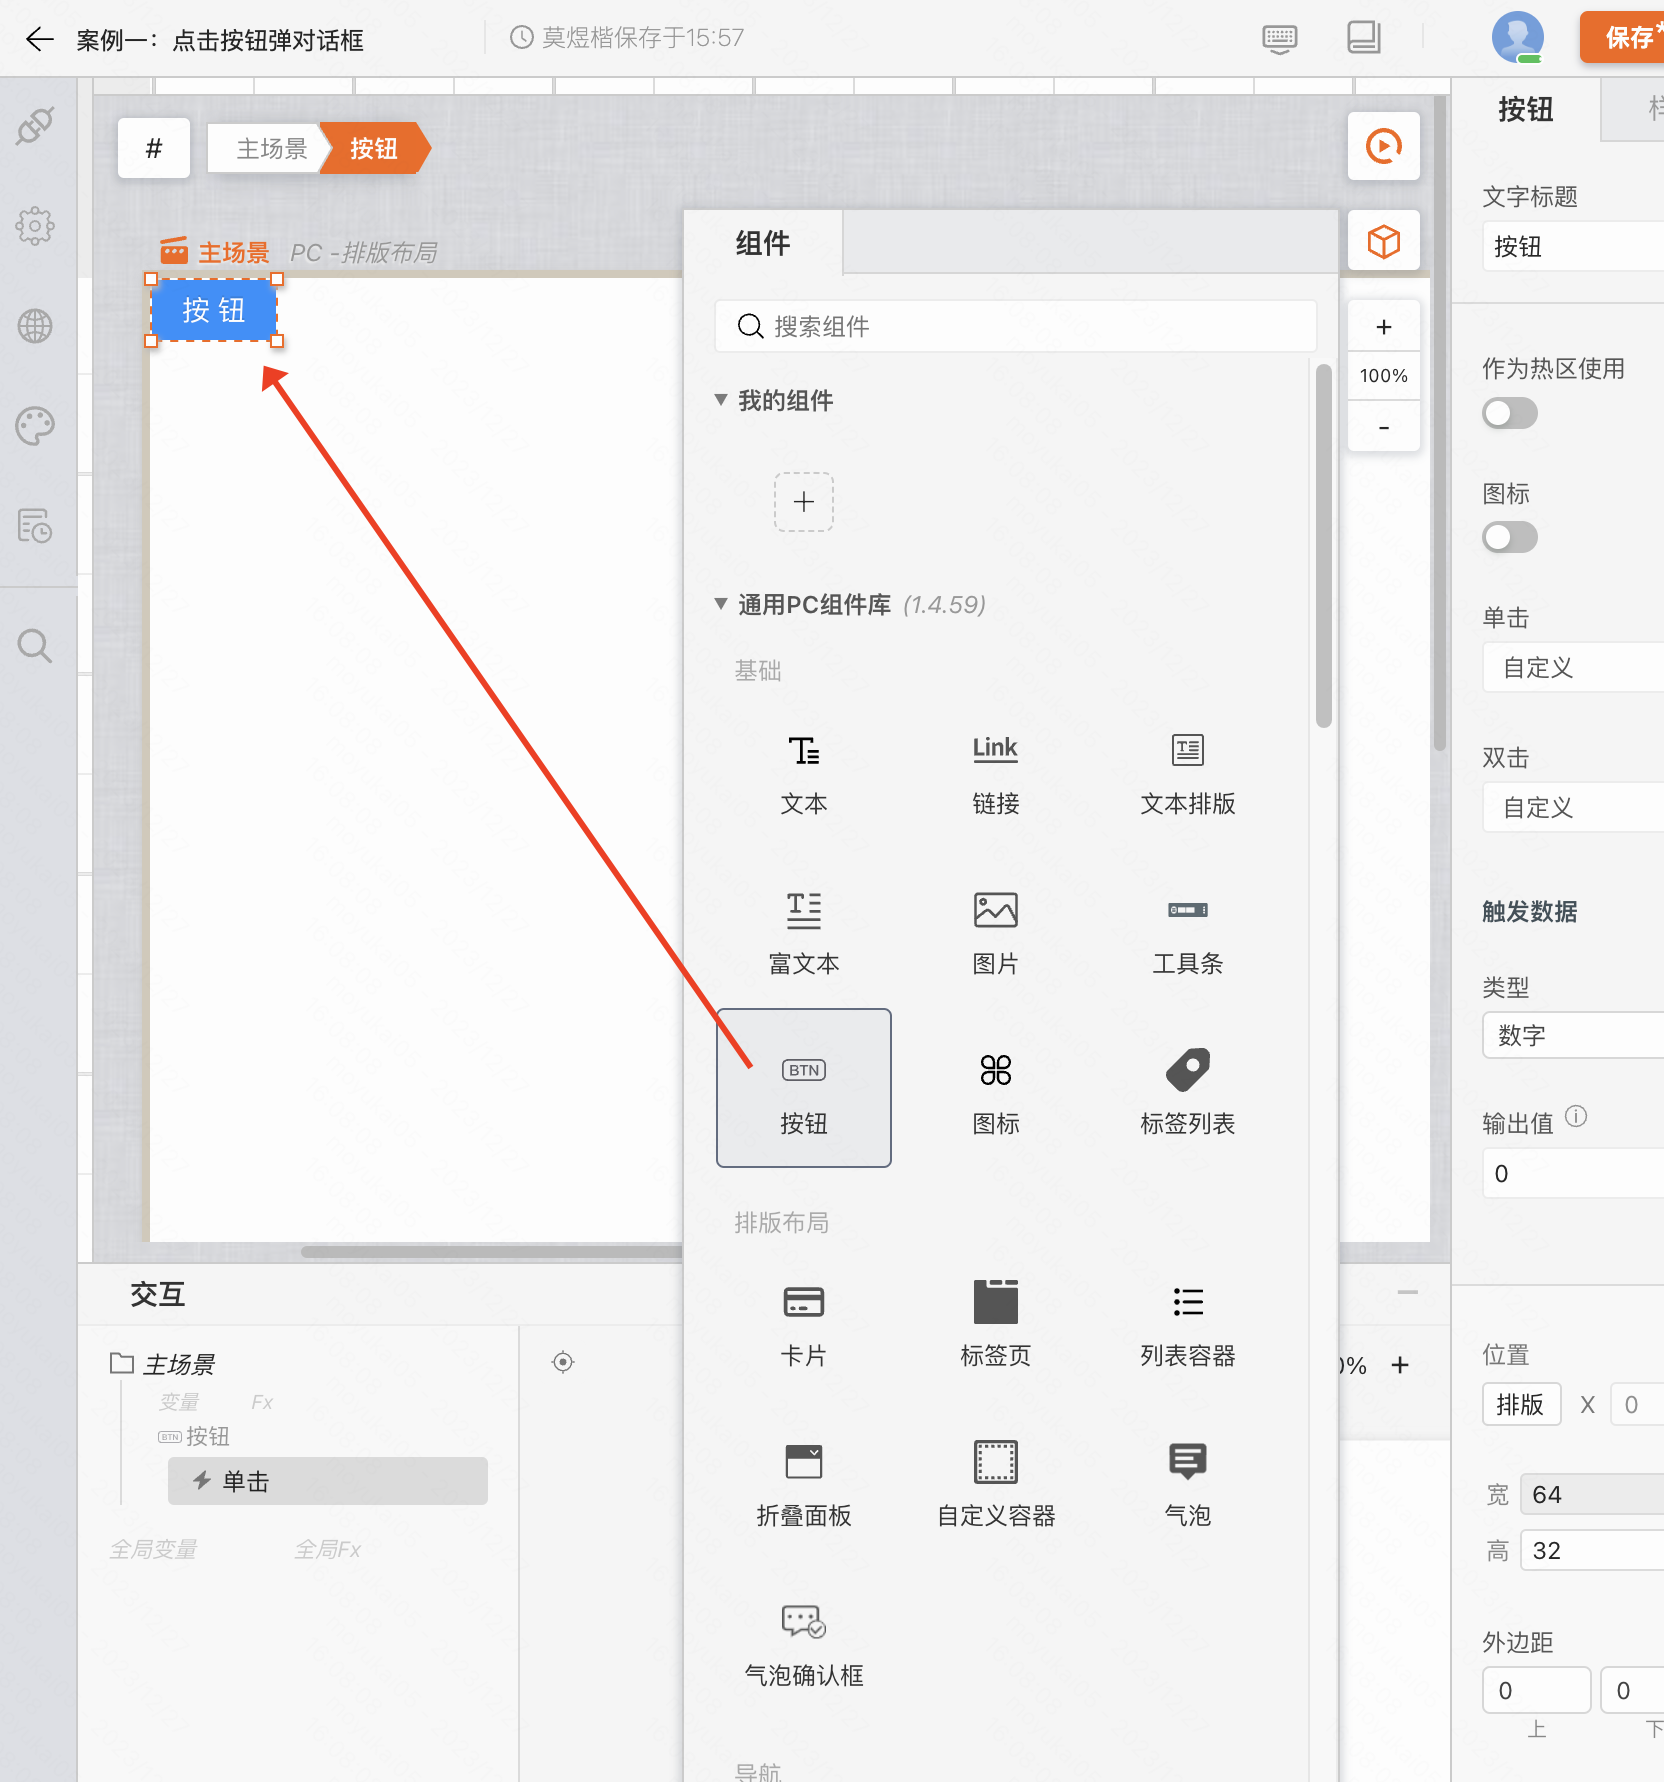 案例一：点击按钮弹对话框
莫煜楷保存于15:57
保存*
#
主场景
按钮
主场景
PC -排版布局
按 钮
100%
+
-
组件
搜索组件
我的组件
+
通用PC组件库 (1.4.59)
基础
文本
Link
链接
文本排版
富文本
图片
工具条
BTN
按钮
图标
标签列表
排版布局
卡片
标签页
列表容器
折叠面板
自定义容器
气泡
气泡确认框
导航
交互
主场景
变量
Fx
BTN 按钮
单击
全局变量
全局Fx
0%
+
按钮
文字标题
按钮
作为热区使用
图标
单击
自定义
双击
自定义
触发数据
类型
数字
输出值
0
位置
排版
X
0
宽
64
高
32
外边距
0
0
上
下